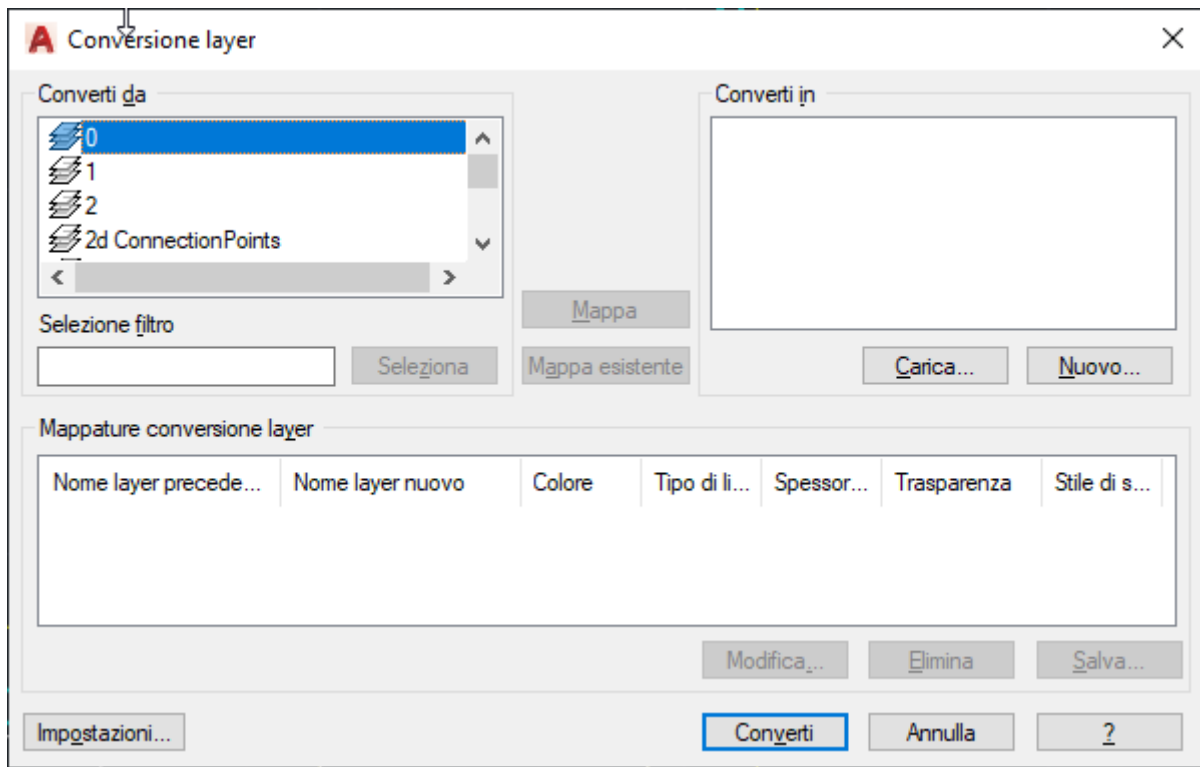 Conversione layer
Converti da
0
1
2
2d ConnectionPoints
Selezione filtro
Seleziona
Mappa
Mappa esistente
Converti in
Carica...
Nuovo...
Mappature conversione layer
Nome layer precede... Nome layer nuovo Colore Tipo di li... Spessor... Trasparenza Stile di s...
Modifica... Elimina Salva...
Impostazioni... Converti Annulla ?